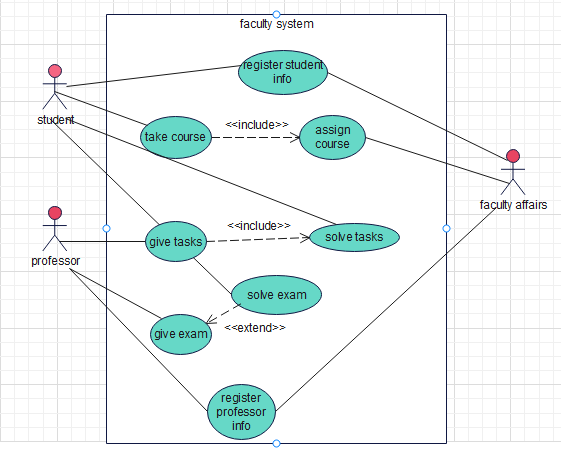 faculty system
register student
info
student
take course
<<include>>
assign
course
faculty affairs
professor
give tasks
<<include>>
solve tasks
solve exam
give exam
<<extend>>
register
professor
info